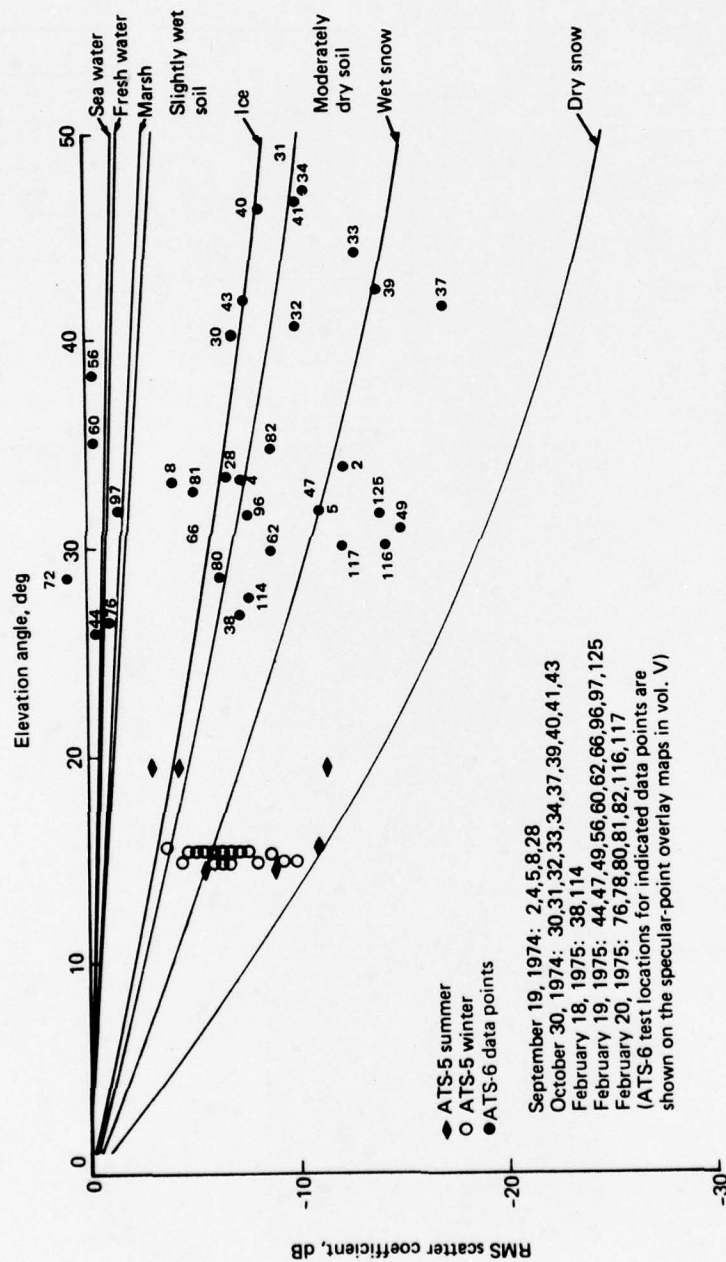 Elevation angle, deg
0
10
20
30
40
50
RMS scatter coefficient, dB
0
-10
-20
-30
Sea water
Fresh water
Marsh
Slightly wet
soil
Ice
Moderately
dry soil
Wet snow
Dry snow
72
44
76
97
60
56
8
81
66
28
4
30
43
40
31
41
34
80
96
62
82
32
33
38
114
47
5
2
39
37
117
125
116
49
ATS-5 summer
ATS-5 winter
ATS-6 data points
September 19, 1974: 2,4,5,8,28
October 30, 1974: 30,31,32,33,34,37,39,40,41,43
February 18, 1975: 38,114
February 19, 1975: 44,47,49,56,60,62,66,96,97,125
February 20, 1975: 76,78,80,81,82,116,117
(ATS-6 test locations for indicated data points are
shown on the specular-point overlay maps in vol. V)